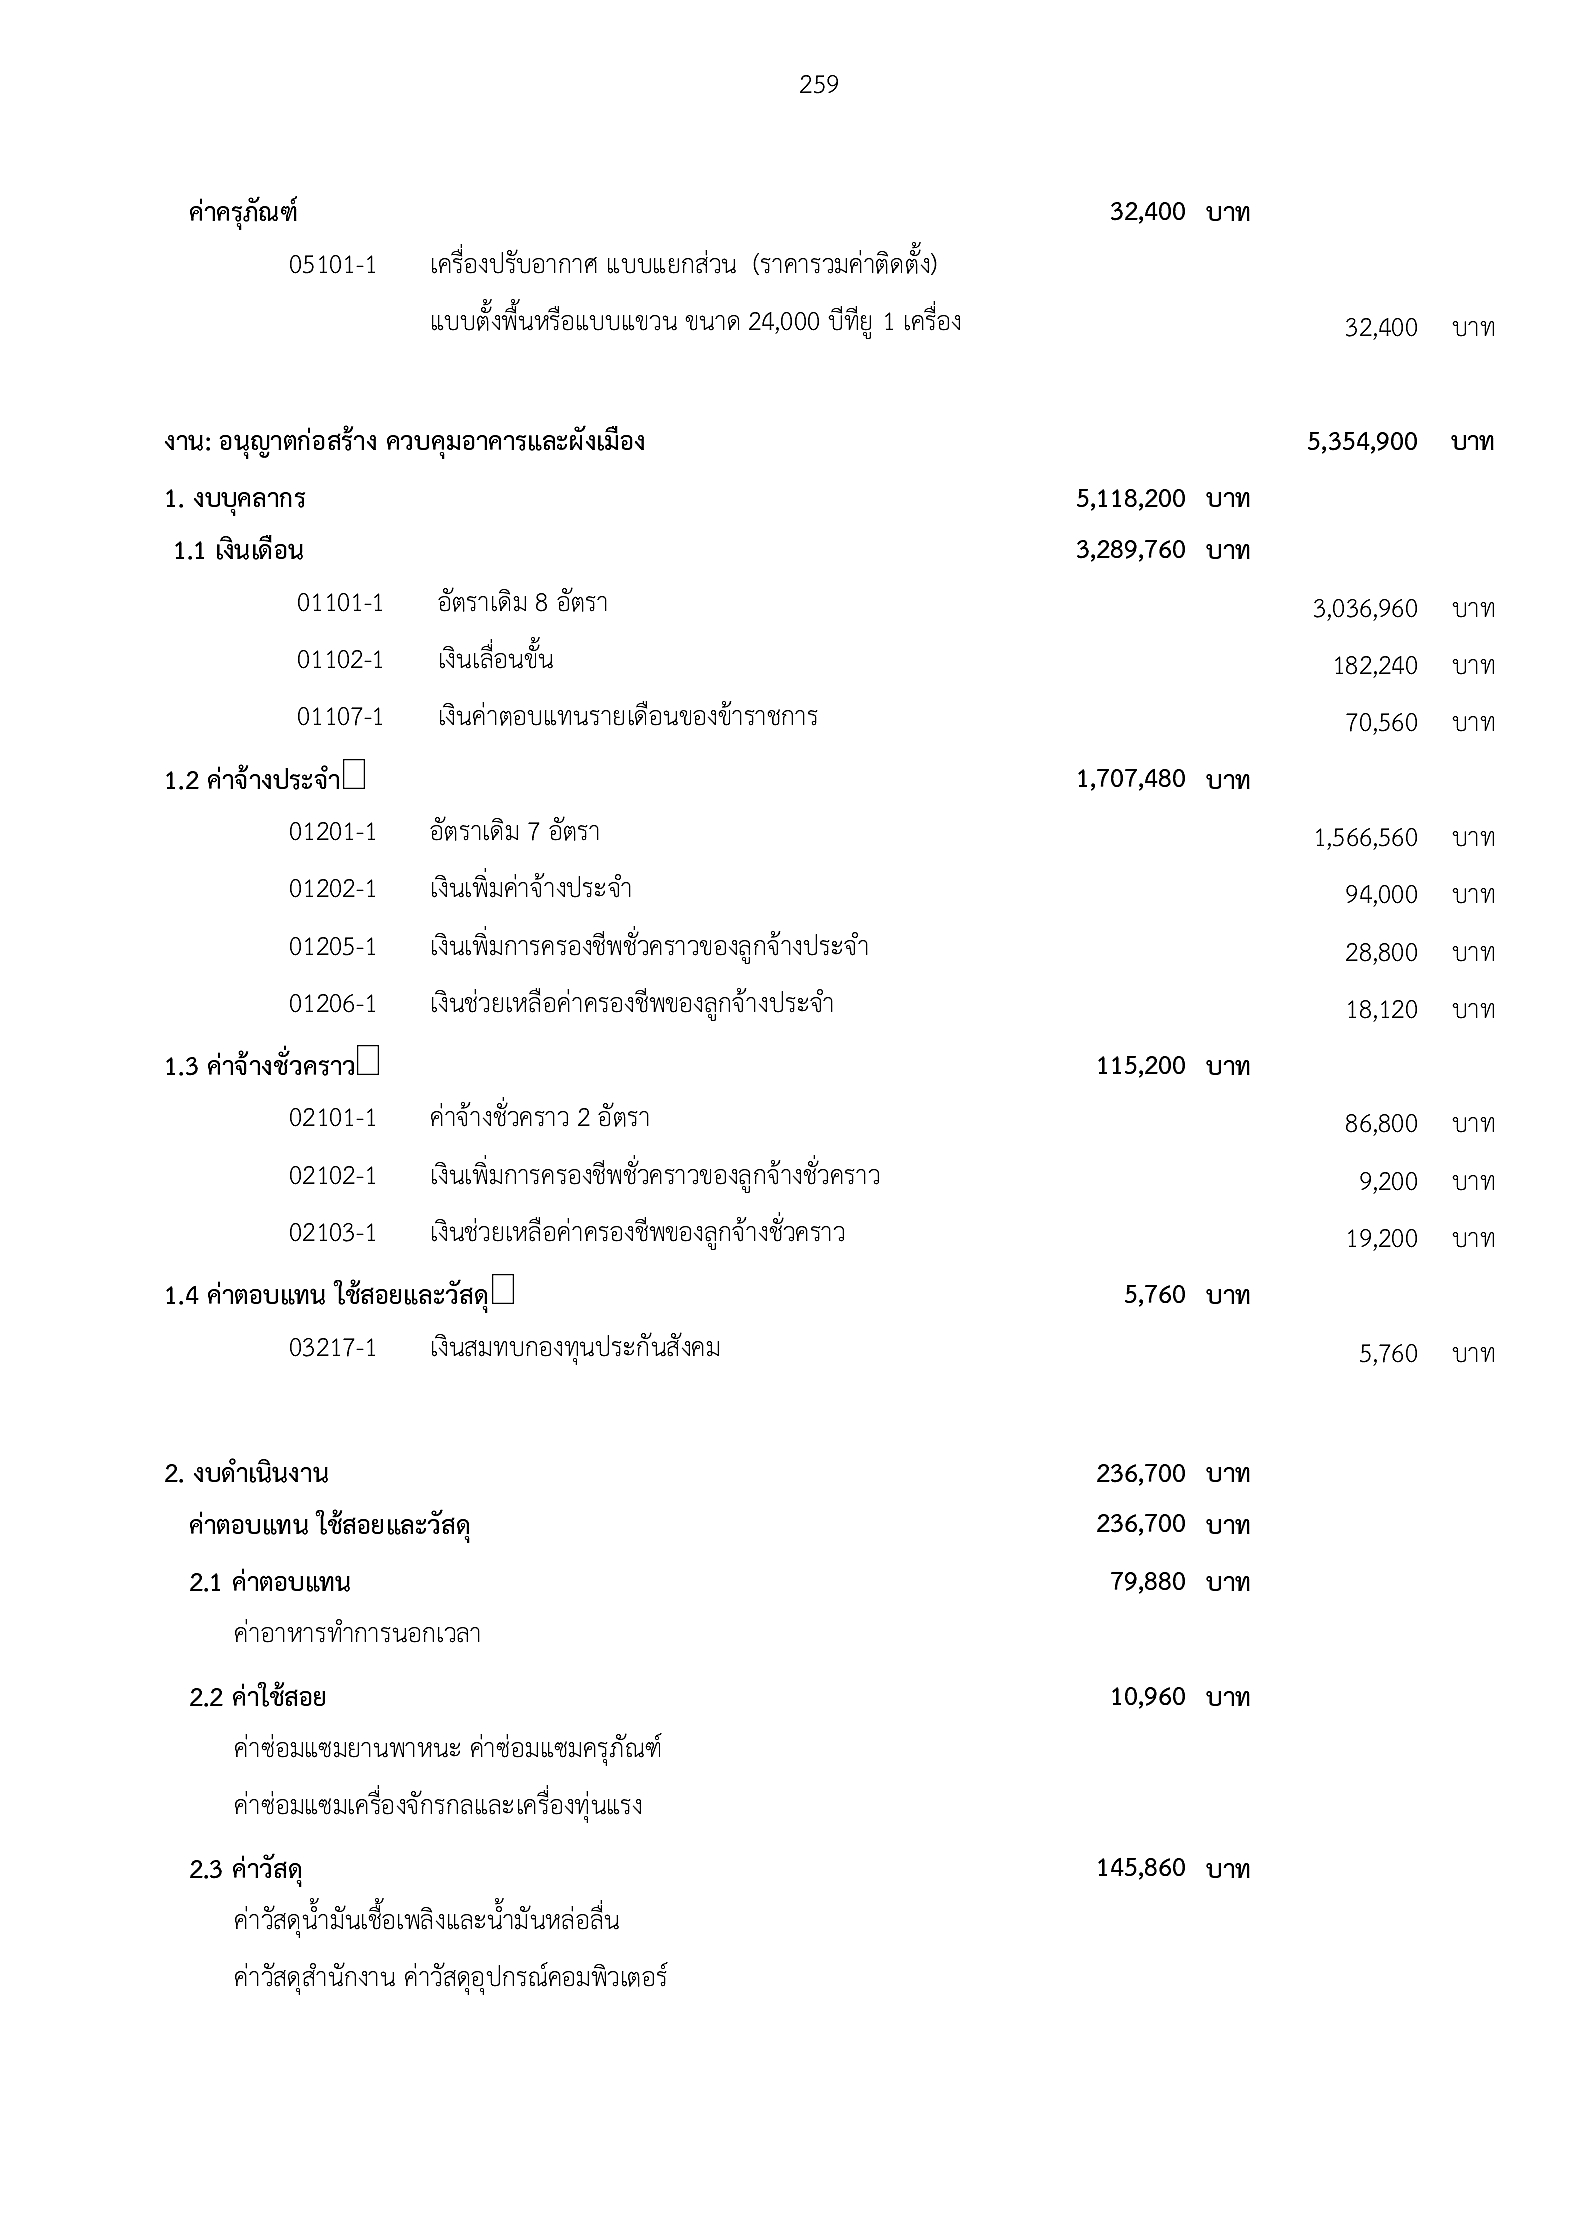 259
ค่าครุภัณฑ์ 32,400 บาท
05101-1 เครื่องปรับอากาศ แบบแยกส่วน (ราคารวมค่าติดตั้ง)
แบบตั้งพื้นหรือแบบแขวน ขนาด 24,000 บีทียู 1 เครื่อง 32,400 บาท
งาน: อนุญาตก่อสร้าง ควบคุมอาคารและผังเมือง 5,354,900 บาท
1. งบบุคลากร 5,118,200 บาท
1.1 เงินเดือน 3,289,760 บาท
01101-1 อัตราเดิม 8 อัตรา 3,036,960 บาท
01102-1 เงินเลื่อนขั้น 182,240 บาท
01107-1 เงินค่าตอบแทนรายเดือนของข้าราชการ 70,560 บาท
1.2 ค่าจ้างประจำ 1,707,480 บาท
01201-1 อัตราเดิม 7 อัตรา 1,566,560 บาท
01202-1 เงินเพิ่มค่าจ้างประจำ 94,000 บาท
01205-1 เงินเพิ่มการครองชีพชั่วคราวของลูกจ้างประจำ 28,800 บาท
01206-1 เงินช่วยเหลือค่าครองชีพของลูกจ้างประจำ 18,120 บาท
1.3 ค่าจ้างชั่วคราว 115,200 บาท
02101-1 ค่าจ้างชั่วคราว 2 อัตรา 86,800 บาท
02102-1 เงินเพิ่มการครองชีพชั่วคราวของลูกจ้างชั่วคราว 9,200 บาท
02103-1 เงินช่วยเหลือค่าครองชีพของลูกจ้างชั่วคราว 19,200 บาท
1.4 ค่าตอบแทน ใช้สอยและวัสดุ 5,760 บาท
03217-1 เงินสมทบกองทุนประกันสังคม 5,760 บาท
2. งบดำเนินงาน 236,700 บาท
ค่าตอบแทน ใช้สอยและวัสดุ 236,700 บาท
2.1 ค่าตอบแทน 79,880 บาท
ค่าอาหารทำการนอกเวลา
2.2 ค่าใช้สอย 10,960 บาท
ค่าซ่อมแซมยานพาหนะ ค่าซ่อมแซมครุภัณฑ์
ค่าซ่อมแซมเครื่องจักรกลและเครื่องทุ่นแรง
2.3 ค่าวัสดุ 145,860 บาท
ค่าวัสดุน้ำมันเชื้อเพลิงและน้ำมันหล่อลื่น
ค่าวัสดุสำนักงาน ค่าวัสดุอุปกรณ์คอมพิวเตอร์